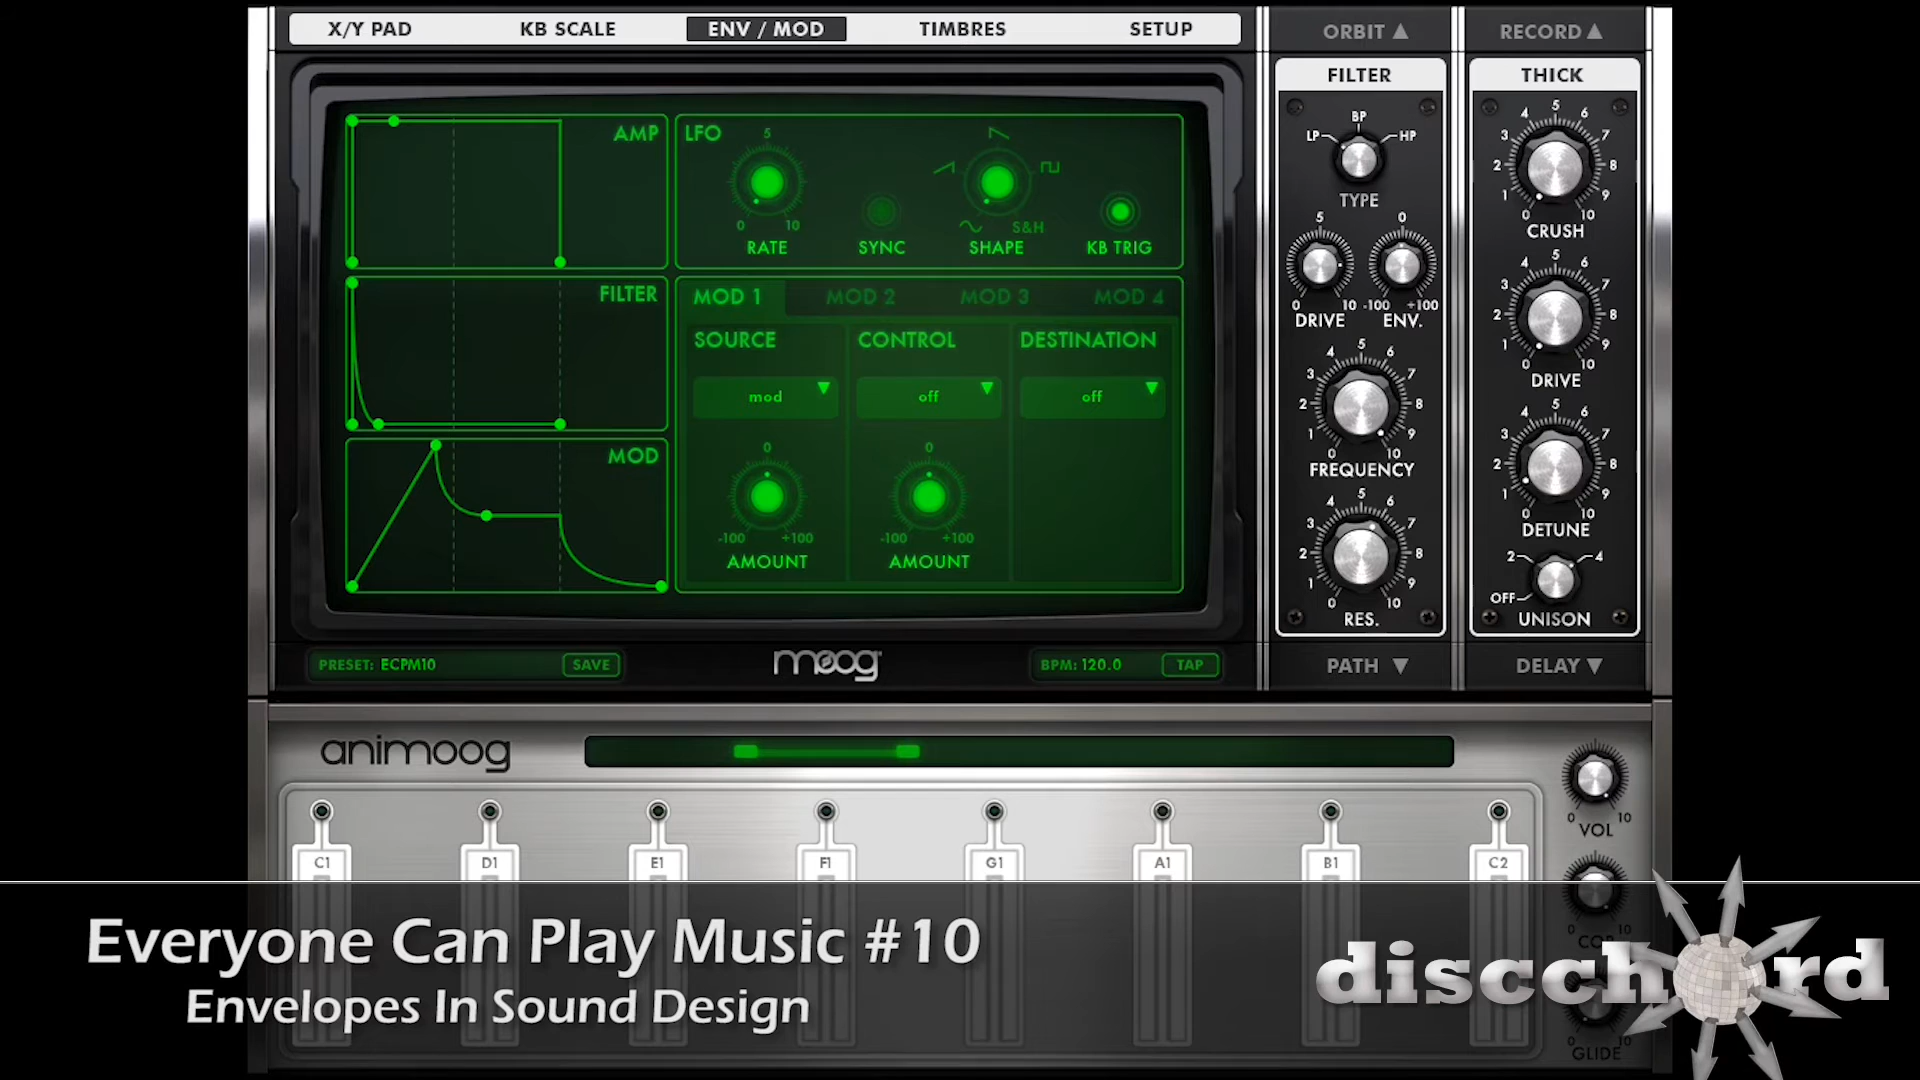 X/Y PAD KB SCALE ENV / MOD TIMBRES SETUP
ORBIT RECORD
AMP
LFO
5
0 10
RATE
SYNC
S&H
SHAPE
KB TRIG
FILTER
MOD
MOD 1 MOD 2 MOD 3 MOD 4
SOURCE CONTROL DESTINATION
mod off off
0 0
-100 +100 -100 +100
AMOUNT AMOUNT
FILTER
LP BP HP
TYPE
5 0
0 10 -100 +100
DRIVE ENV.
0 1 2 3 4 5 6 7 8 9 10
FREQUENCY
0 1 2 3 4 5 6 7 8 9 10
RES.
PATH
THICK
0 1 2 3 4 5 6 7 8 9 10
CRUSH
0 1 2 3 4 5 6 7 8 9 10
DRIVE
0 1 2 3 4 5 6 7 8 9 10
DETUNE
OFF 2 4
UNISON
DELAY
PRESET: ECPM10 SAVE
moog
BPM: 120.0 TAP
animoog
0 10
VOL
C1 D1 E1 F1 G1 A1 B1 C2
Everyone Can Play Music #10
Envelopes In Sound Design
discchord
0 10
GLIDE